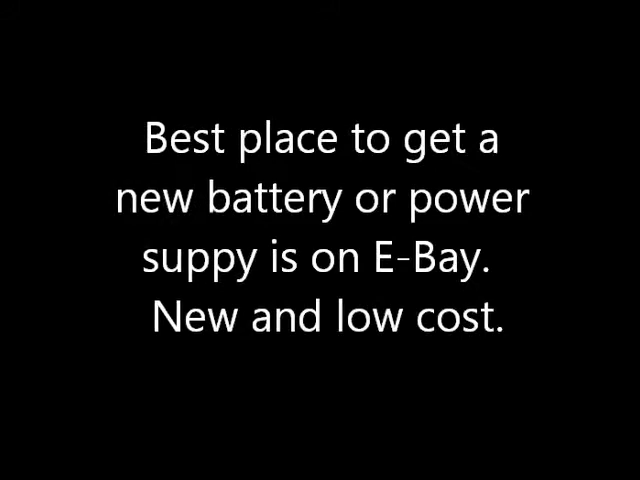 Best place to get a
new battery or power
suppy is on E-Bay.
New and low cost.